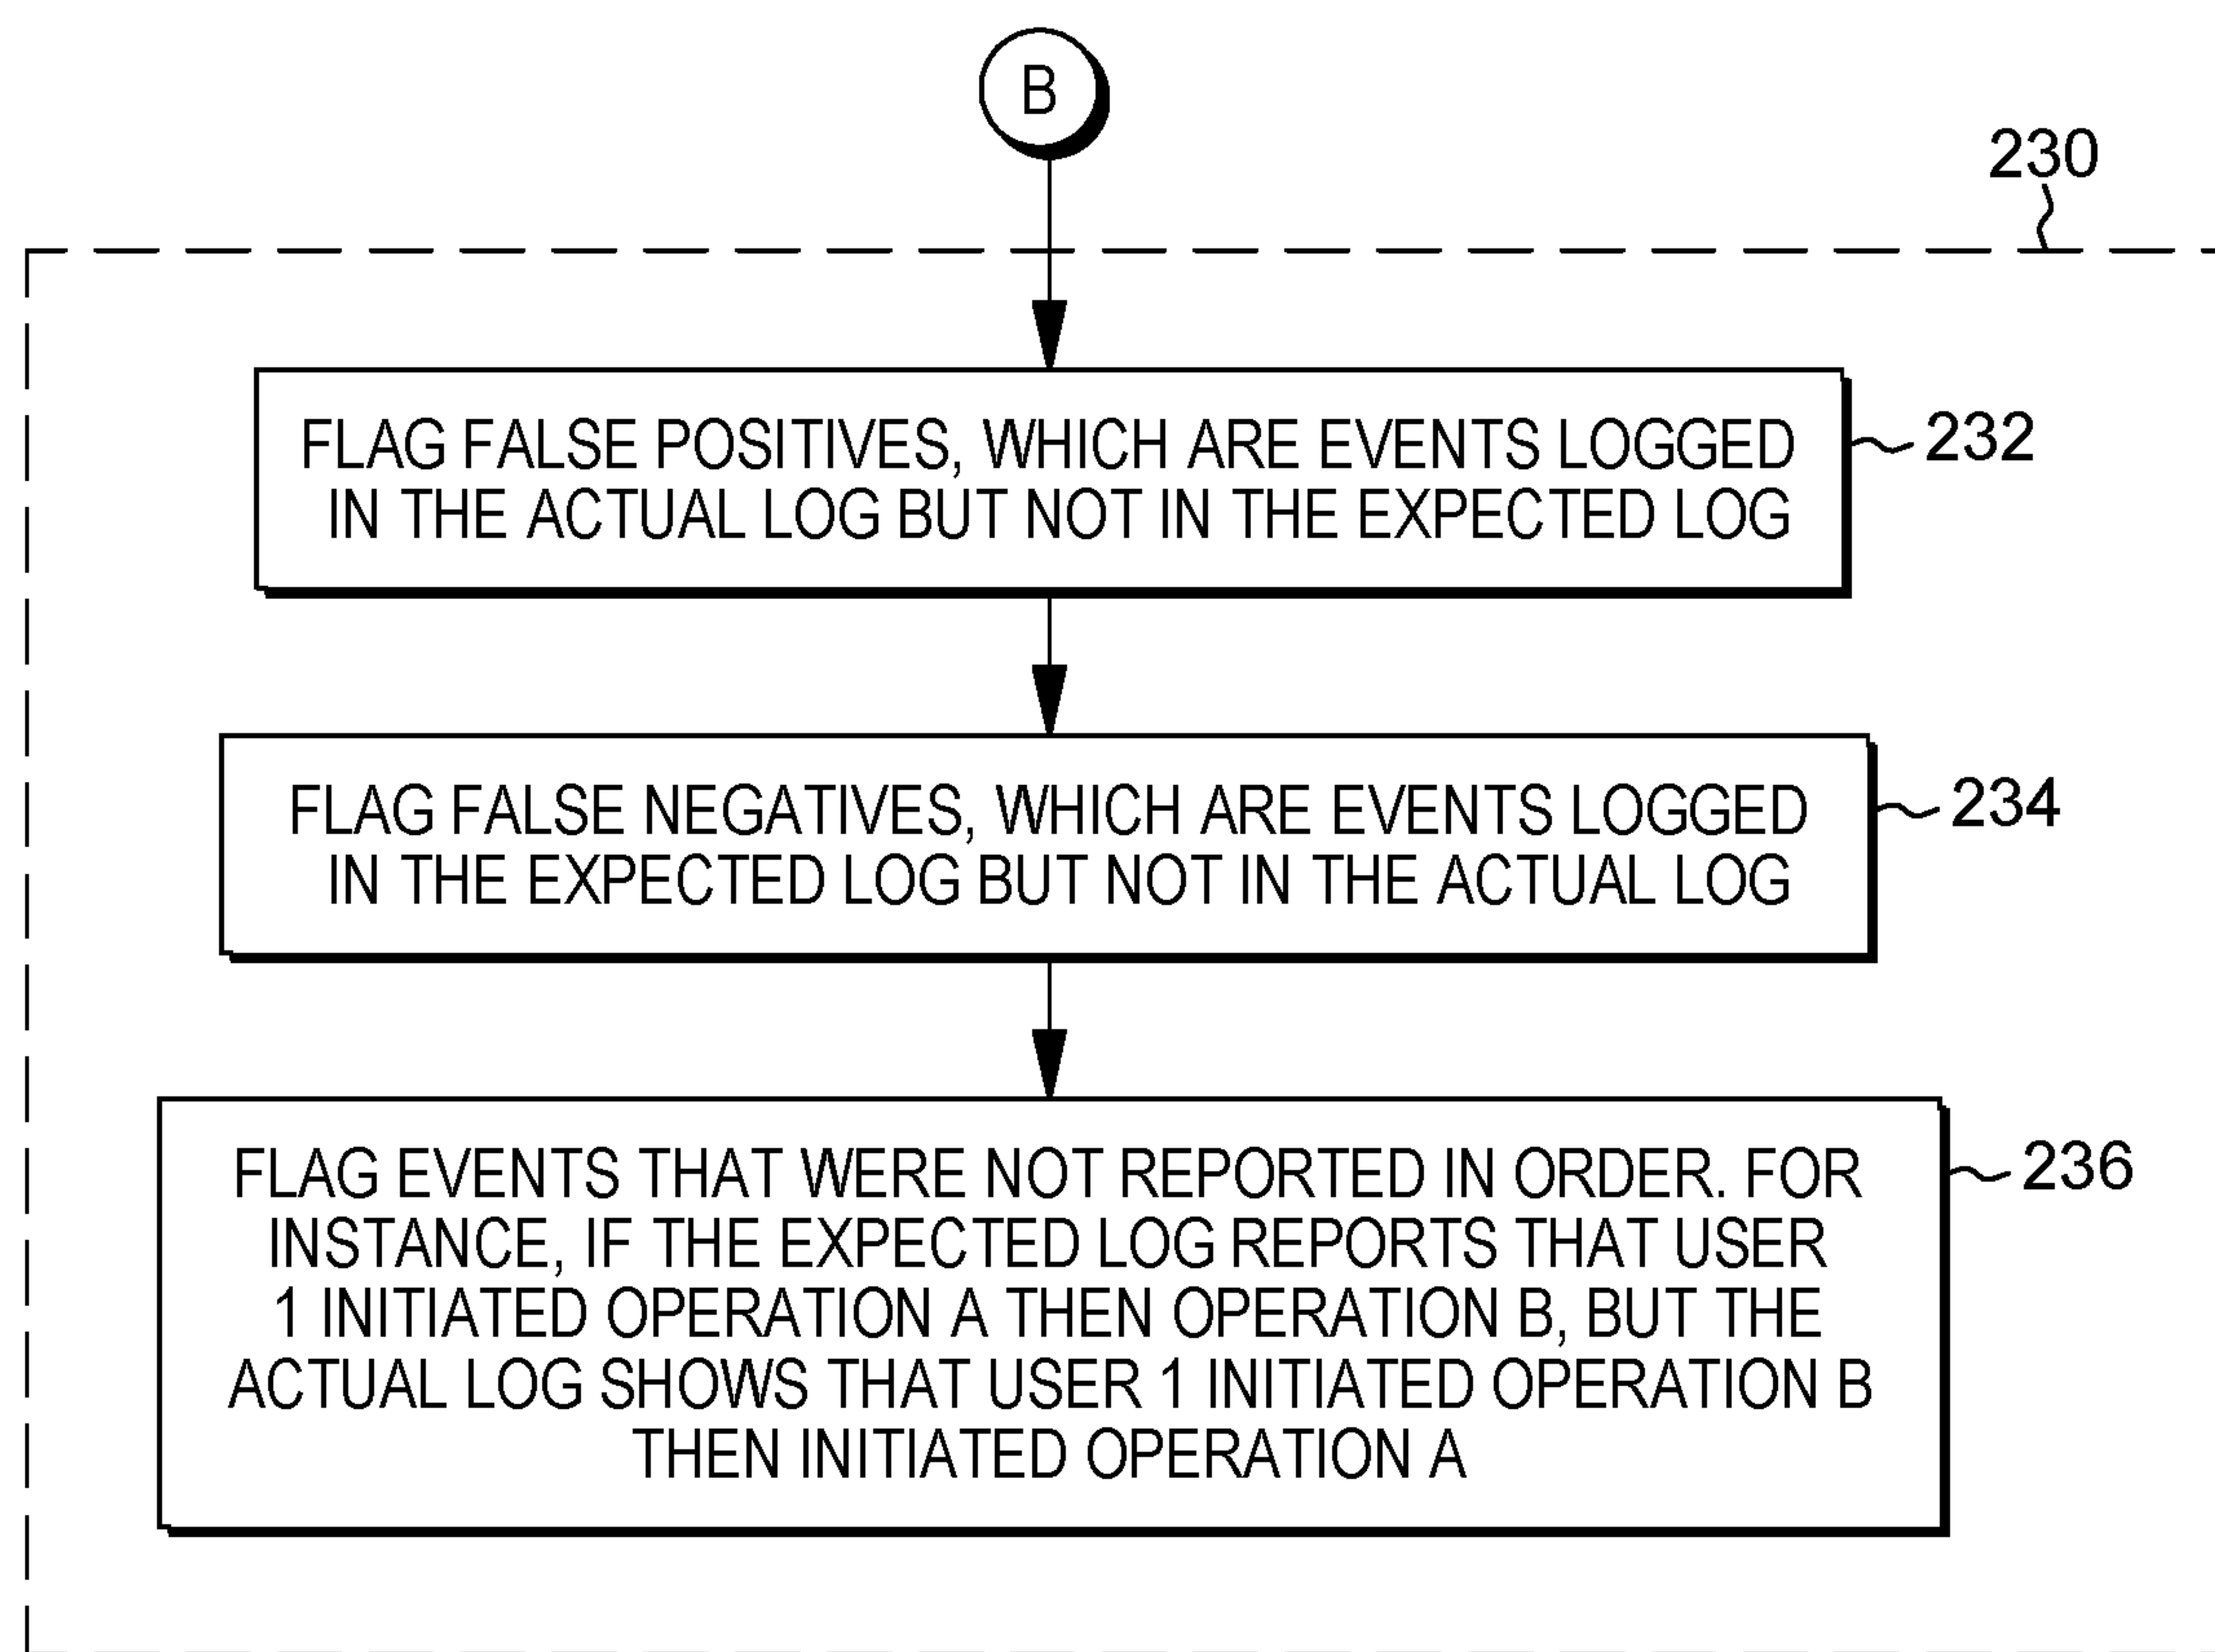 B
230
FLAG FALSE POSITIVES, WHICH ARE EVENTS LOGGED
IN THE ACTUAL LOG BUT NOT IN THE EXPECTED LOG
232
FLAG FALSE NEGATIVES, WHICH ARE EVENTS LOGGED
IN THE EXPECTED LOG BUT NOT IN THE ACTUAL LOG
234
FLAG EVENTS THAT WERE NOT REPORTED IN ORDER. FOR
INSTANCE, IF THE EXPECTED LOG REPORTS THAT USER
1 INITIATED OPERATION A THEN OPERATION B, BUT THE
ACTUAL LOG SHOWS THAT USER 1 INITIATED OPERATION B
THEN INITIATED OPERATION A
236